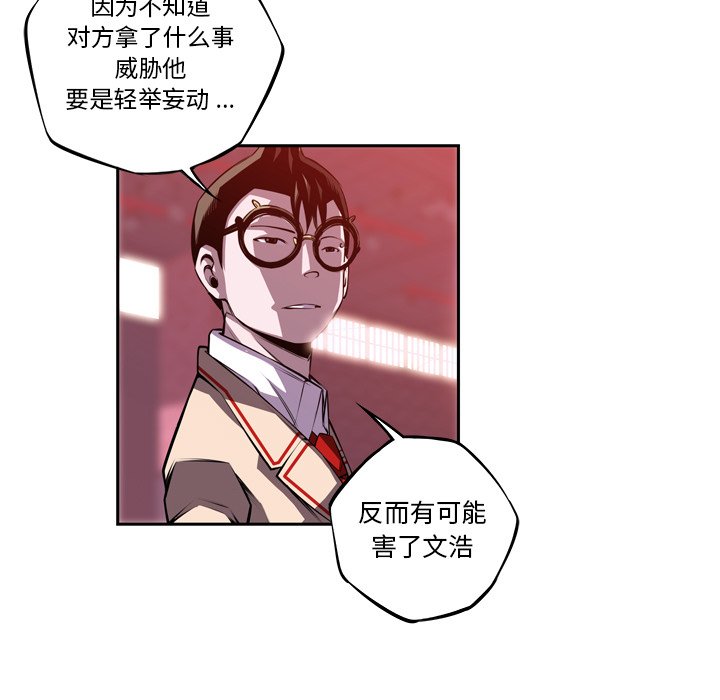 因为不知道
对方拿了什么事
威胁他
要是轻举妄动 ...
反而有可能
害了文浩